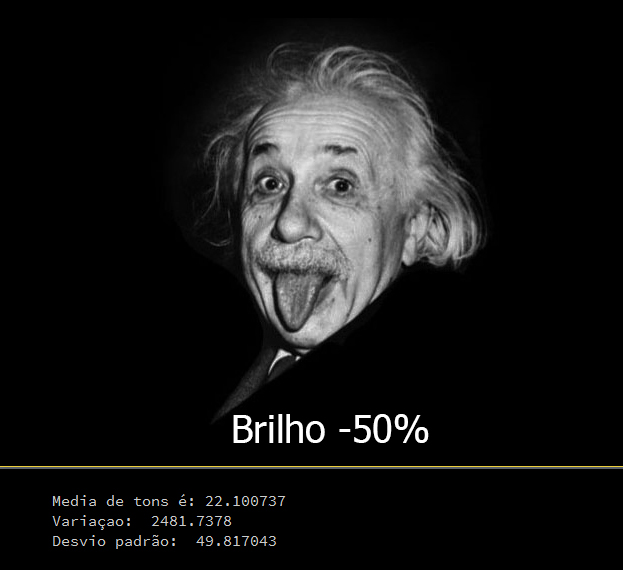 Brilho -50%
Media de tons é: 22.100737
Variaçao:  2481.7378
Desvio padrão:  49.817043